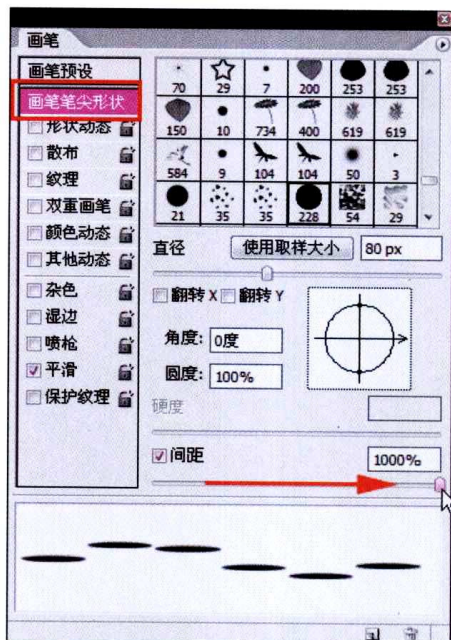 画笔
画笔预设
画笔笔尖形状
形状动态
散布
纹理
双重画笔
颜色动态
其他动态
杂色
湿边
喷枪
平滑
保护纹理
70 29 7 200 253 253
150 10 734 400 619 619
584 9 104 104 50 3
21 35 35 228 54 29
直径 使用取样大小 80 px
翻转 X 翻转 Y
角度: 0度
圆度: 100%
硬度
间距 1000%